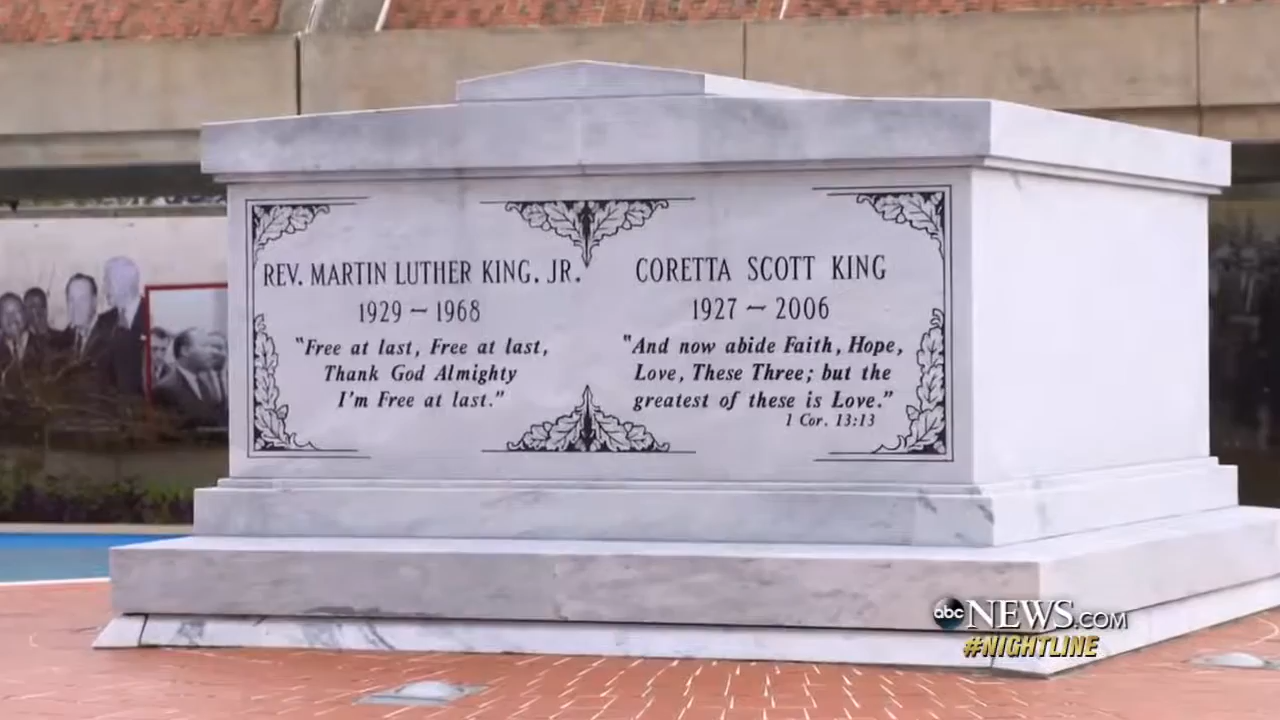 REV. MARTIN LUTHER KING, JR.
1929 – 1968
"Free at last, Free at last,
Thank God Almighty
I'm Free at last."
CORETTA SCOTT KING
1927 – 2006
"And now abide Faith, Hope,
Love, These Three; but the
greatest of these is Love."
1 Cor. 13:13
abc NEWS.COM
#NIGHTLINE